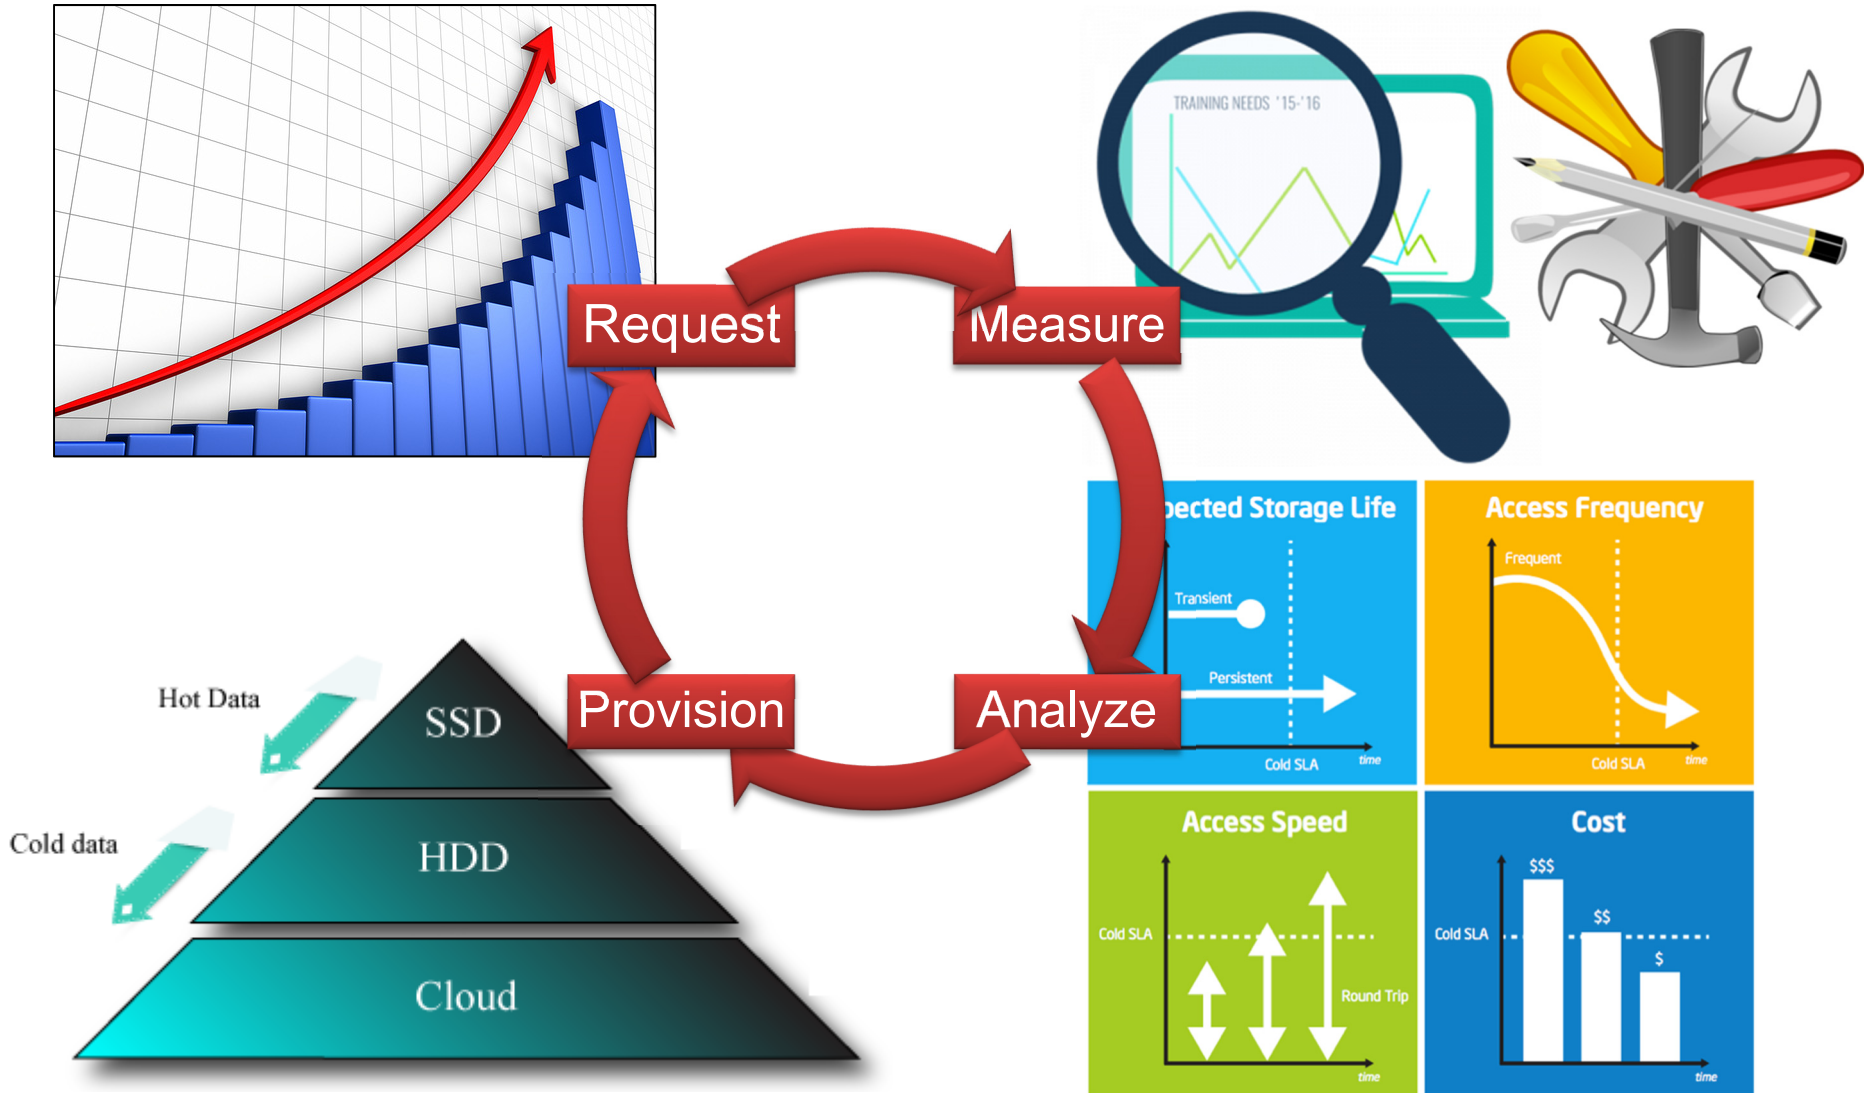 TRAINING NEEDS '15-'16
Request
Measure
Provision
Analyze
Hot Data
Cold data
SSD
HDD
Cloud
pected Storage Life
Transient
Persistent
Cold SLA
time
Access Frequency
Frequent
Cold SLA
time
Access Speed
Cold SLA
Round Trip
time
Cost
$$$
$$
$
Cold SLA
time